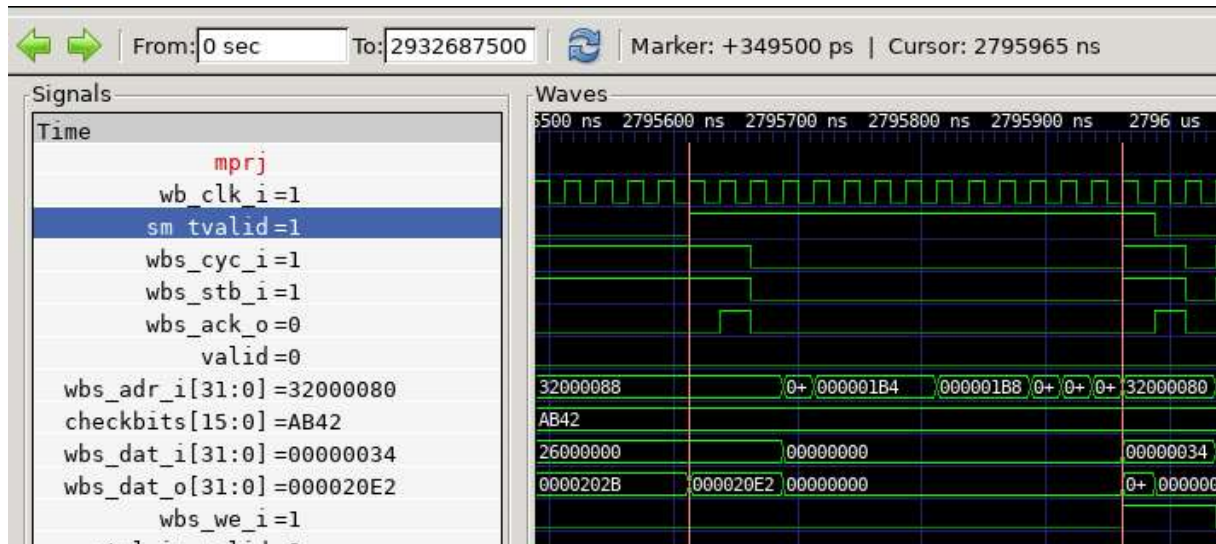 From: 0 sec To: 2932687500 Marker: +349500 ps | Cursor: 2795965 ns
Signals Waves
Time 5500 ns 2795600 ns 2795700 ns 2795800 ns 2795900 ns 2796 us
mprj
wb_clk_i=1
sm_tvalid=1
wbs_cyc_i=1
wbs_stb_i=1
wbs_ack_o=0
valid=0
wbs_adr_i[31:0]=32000080 32000088 0+ 000001B4 000001B8 0+ 0+ 0+ 32000080
checkbits[15:0]=AB42 AB42
wbs_dat_i[31:0]=00000034 26000000 00000000 00000034
wbs_dat_o[31:0]=000020E2 0000202B 000020E2 00000000 0+ 000000
wbs_we_i=1